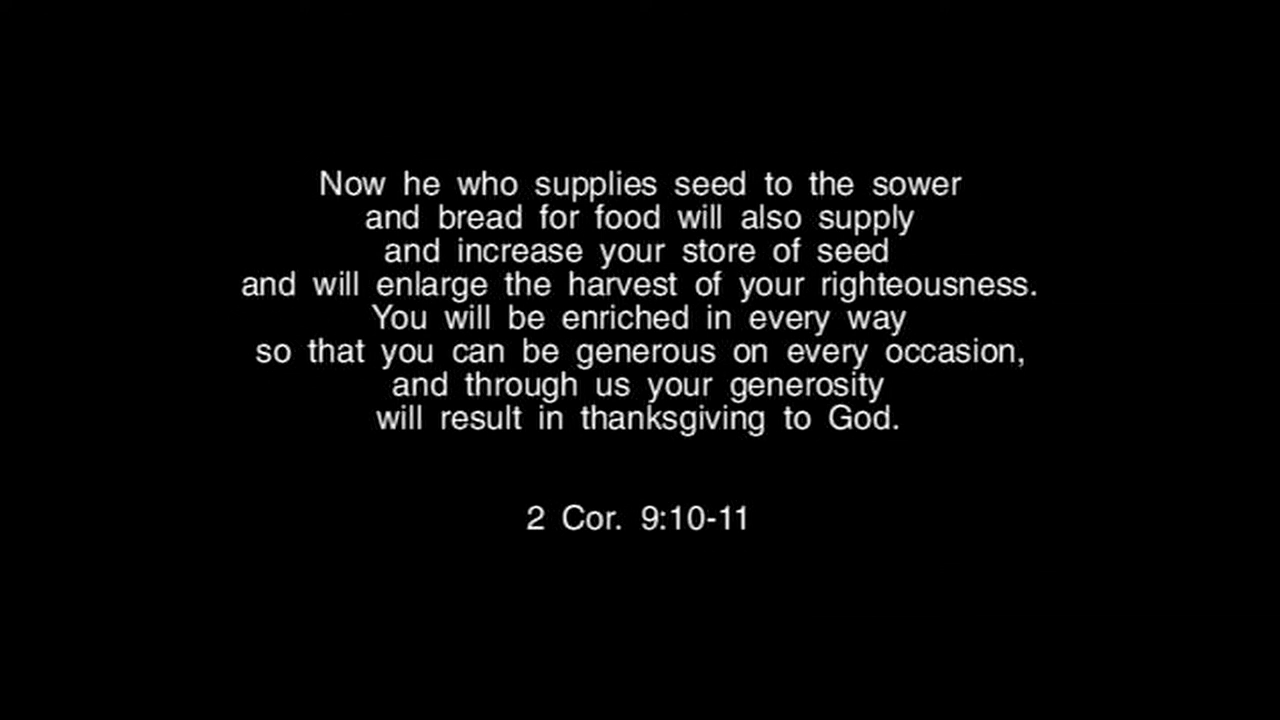 Now he who supplies seed to the sower
and bread for food will also supply
and increase your store of seed
and will enlarge the harvest of your righteousness.
You will be enriched in every way
so that you can be generous on every occasion,
and through us your generosity
will result in thanksgiving to God.
2 Cor. 9:10-11